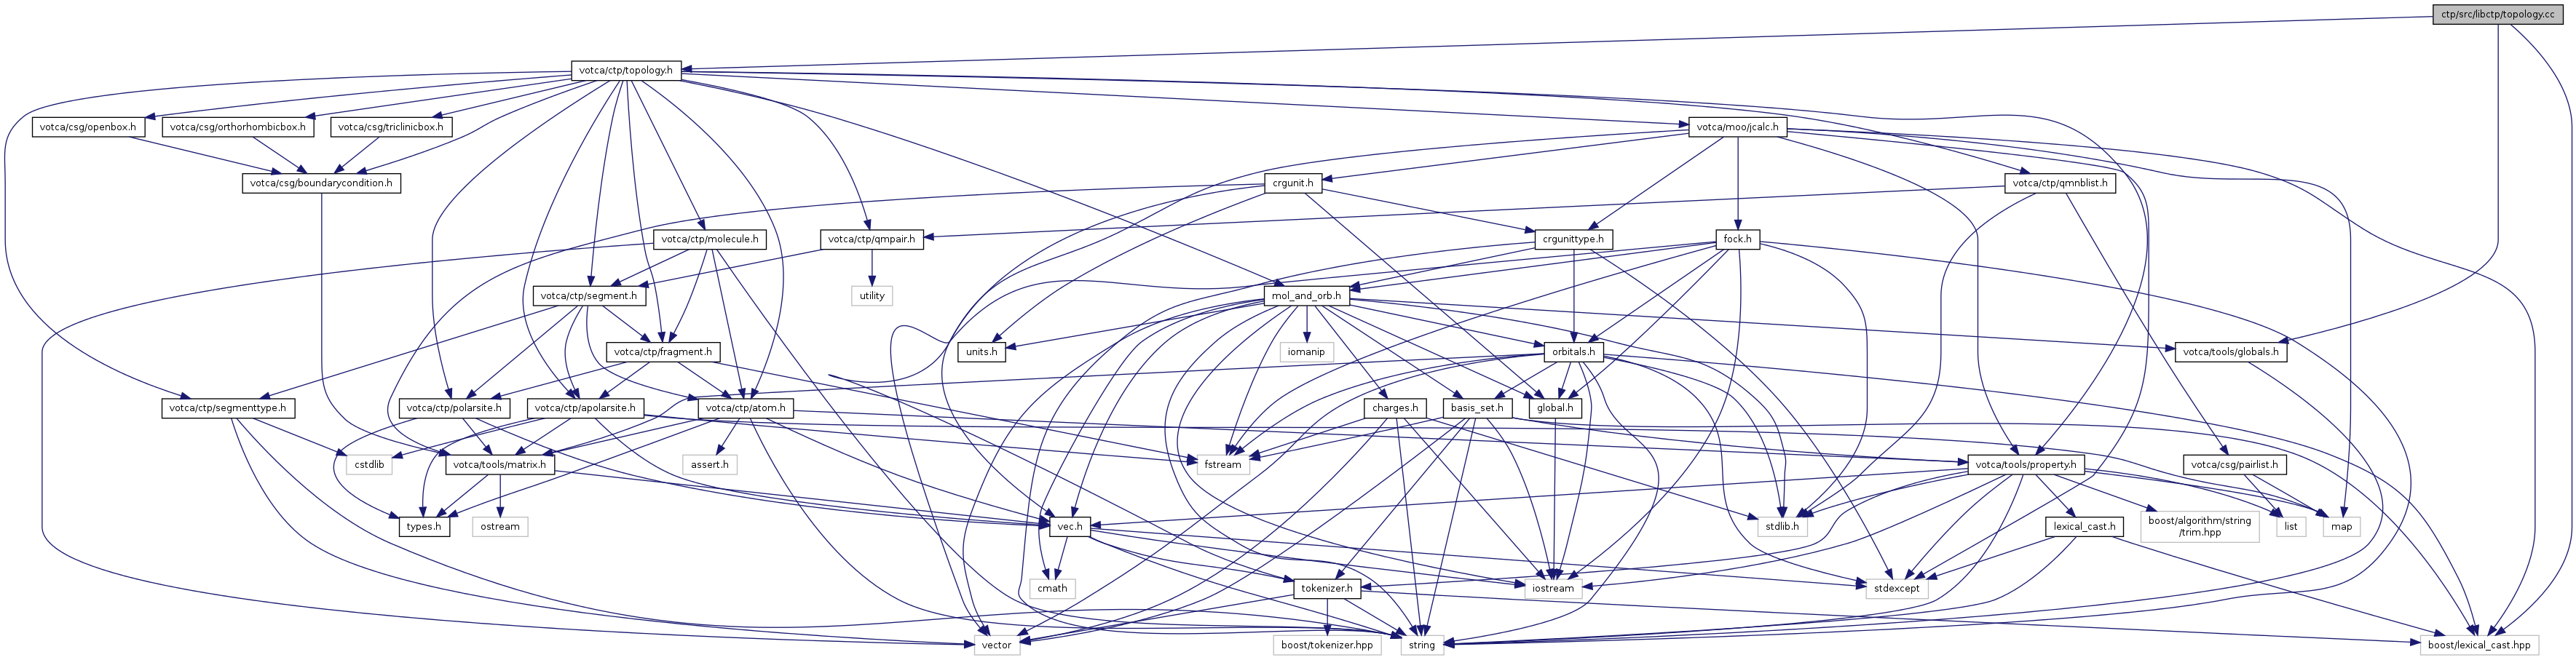 ctp/src/libctp/topology.cc
votca/ctp/topology.h
votca/csg/openbox.h
votca/csg/orthorhombicbox.h
votca/csg/triclinicbox.h
votca/moo/jcalc.h
votca/csg/boundarycondition.h
crgunit.h
votca/ctp/qmnblist.h
votca/ctp/molecule.h
votca/ctp/qmpair.h
crgunittype.h
fock.h
votca/ctp/segment.h
utility
mol_and_orb.h
votca/ctp/fragment.h
units.h
iomanip
orbitals.h
votca/tools/globals.h
votca/ctp/segmenttype.h
votca/ctp/polarsite.h
votca/ctp/apolarsite.h
votca/ctp/atom.h
charges.h
basis_set.h
global.h
cstdlib
votca/tools/matrix.h
assert.h
fstream
votca/tools/property.h
votca/csg/pairlist.h
types.h
ostream
vec.h
stdlib.h
lexical_cast.h
boost/algorithm/string
/trim.hpp
list
map
cmath
tokenizer.h
iostream
stdexcept
vector
boost/tokenizer.hpp
string
boost/lexical_cast.hpp